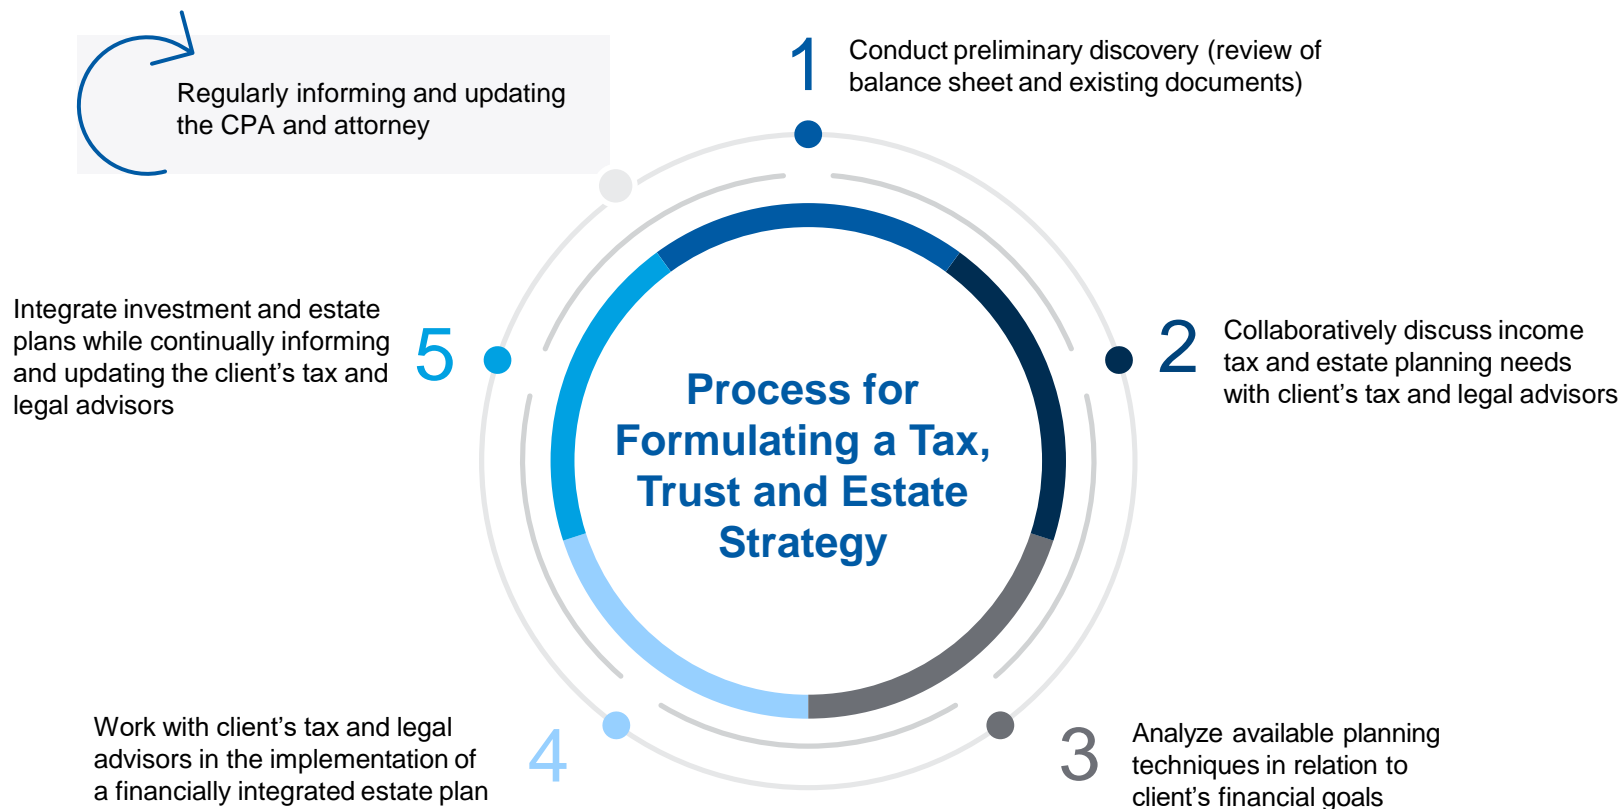 Regularly informing and updating
the CPA and attorney
1
Conduct preliminary discovery (review of
balance sheet and existing documents)
2
Collaboratively discuss income
tax and estate planning needs
with client’s tax and legal advisors
3
Analyze available planning
techniques in relation to
client’s financial goals
4
Work with client’s tax and legal
advisors in the implementation of
a financially integrated estate plan
5
Integrate investment and estate
plans while continually informing
and updating the client’s tax and
legal advisors
Process for
Formulating a Tax,
Trust and Estate
Strategy